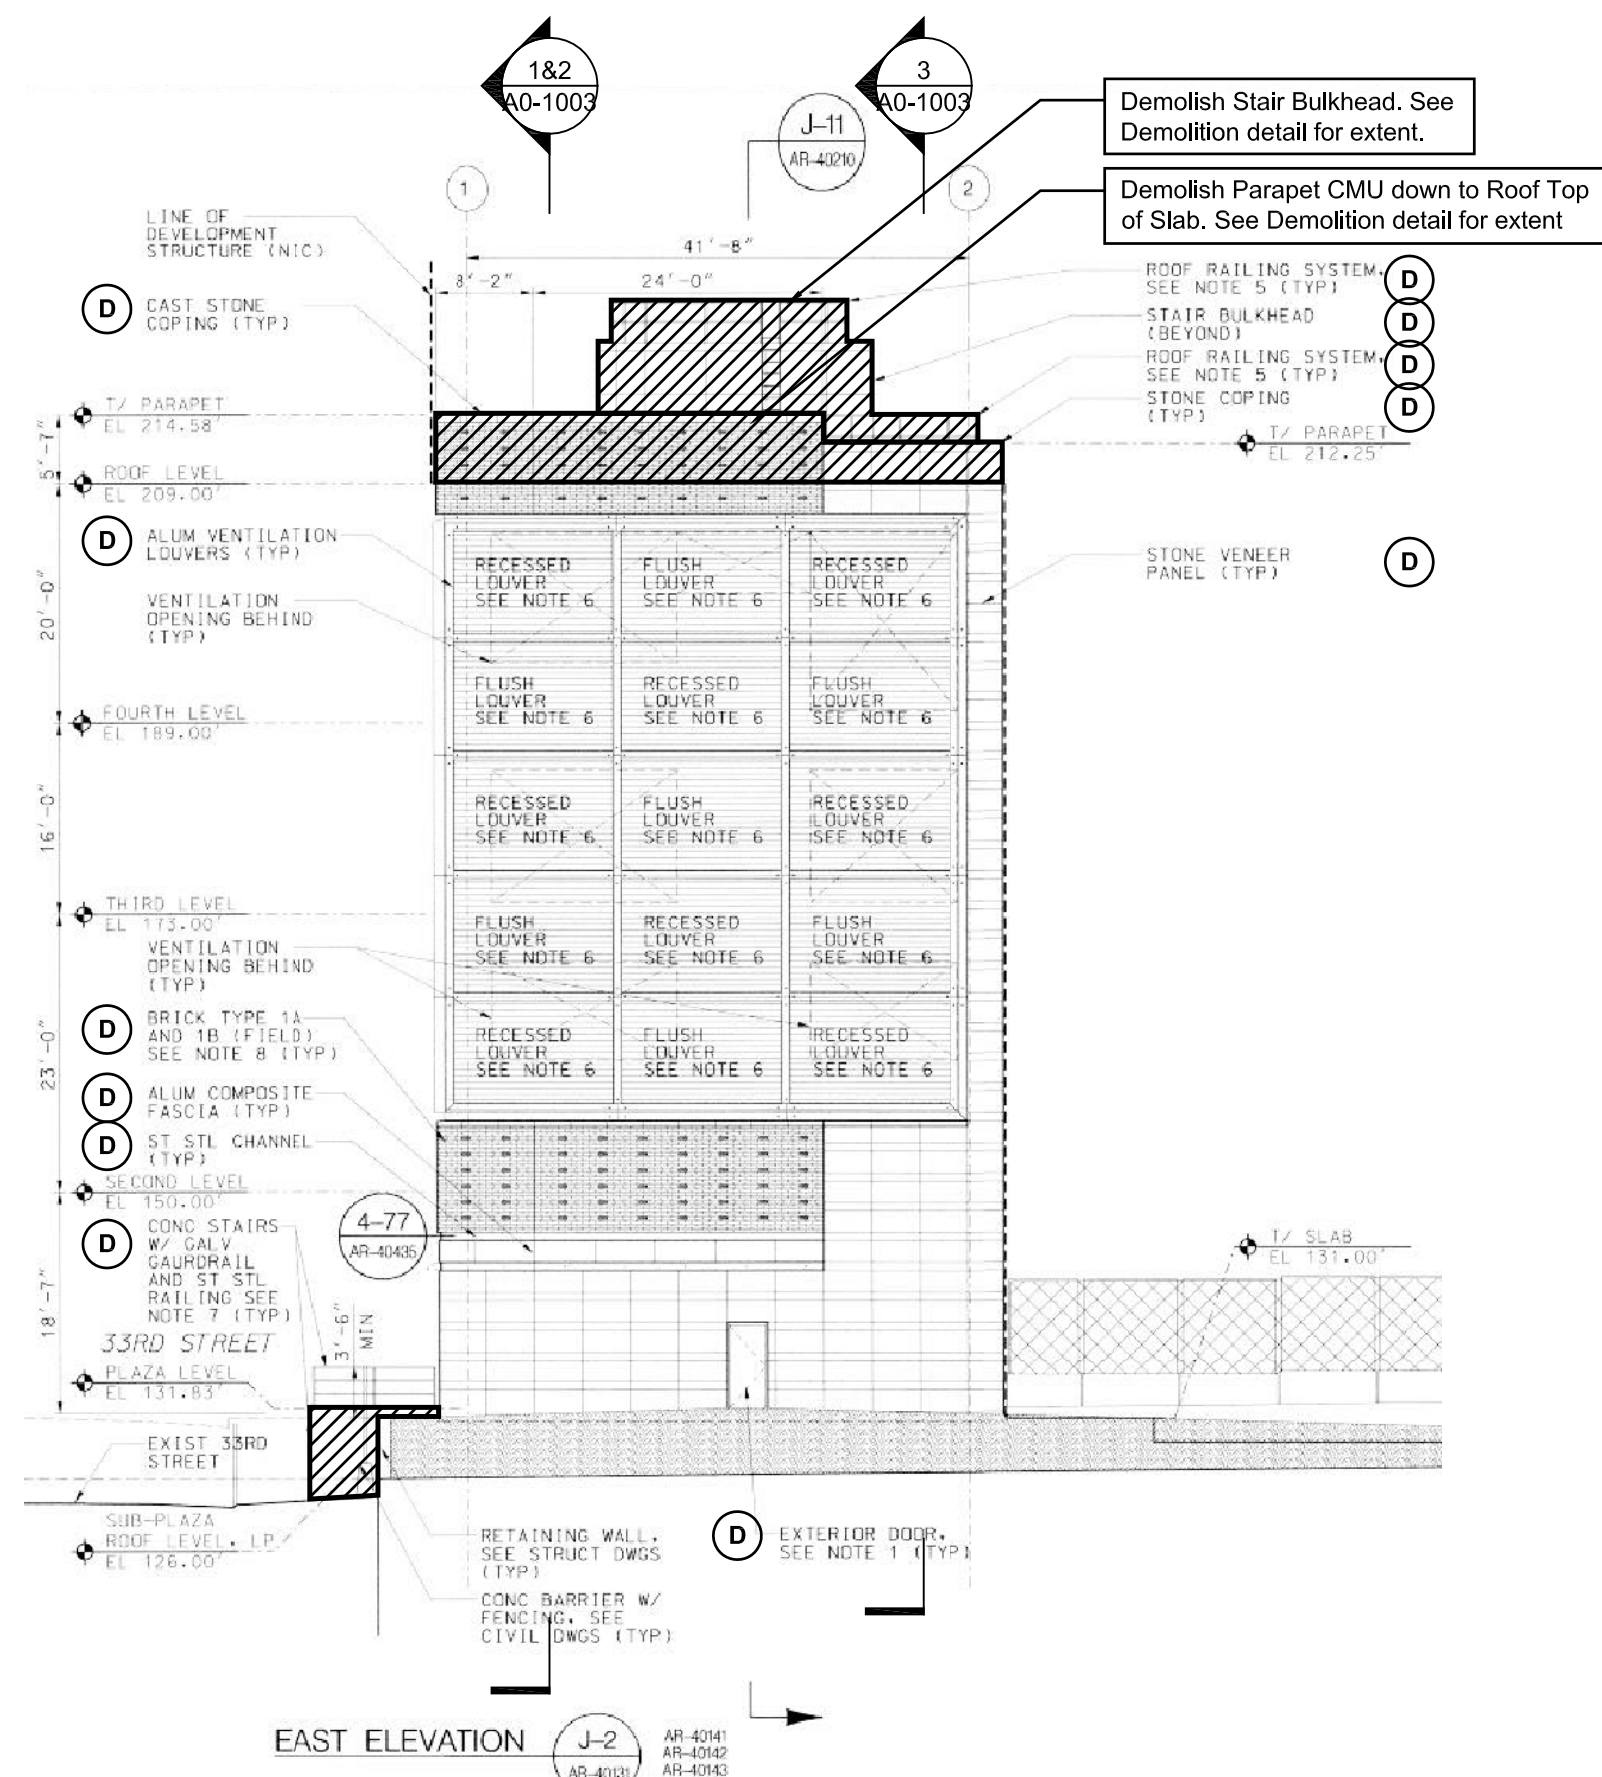 1&2
A0-1003
3
A0-1003
J-11
AR-40210
Demolish Stair Bulkhead. See
Demolition detail for extent.
Demolish Parapet CMU down to Roof Top
of Slab. See Demolition detail for extent
1
2
41'-8"
8'-2"
24'-0"
LINE OF
DEVELOPMENT
STRUCTURE (NIC)
D
CAST STONE
COPING (TYP)
ROOF RAILING SYSTEM,
SEE NOTE 5 (TYP)
D
STAIR BULKHEAD
(BEYOND)
D
ROOF RAILING SYSTEM,
SEE NOTE 5 (TYP)
D
STONE COPING
(TYP)
D
T/ PARAPET
EL 214.58'
T/ PARAPET
EL 212.25'
5'-7"
ROOF LEVEL
EL 209.00'
D
ALUM VENTILATION
LOUVERS (TYP)
VENTILATION
OPENING BEHIND
(TYP)
STONE VENEER
PANEL (TYP)
D
20'-0"
RECESSED
LOUVER
SEE NOTE 6
FLUSH
LOUVER
SEE NOTE 6
RECESSED
LOUVER
SEE NOTE 6
FLUSH
LOUVER
SEE NOTE 6
RECESSED
LOUVER
SEE NOTE 6
FLUSH
LOUVER
SEE NOTE 6
FOURTH LEVEL
EL 189.00'
16'-0"
RECESSED
LOUVER
SEE NOTE 6
FLUSH
LOUVER
SEE NOTE 6
RECESSED
LOUVER
SEE NOTE 6
THIRD LEVEL
EL 173.00'
FLUSH
LOUVER
SEE NOTE 6
RECESSED
LOUVER
SEE NOTE 6
FLUSH
LOUVER
SEE NOTE 6
VENTILATION
OPENING BEHIND
(TYP)
23'-0"
D
BRICK TYPE 1A
AND 1B (FIELD)
SEE NOTE 8 (TYP)
RECESSED
LOUVER
SEE NOTE 6
FLUSH
LOUVER
SEE NOTE 6
RECESSED
LOUVER
SEE NOTE 6
D
ALUM COMPOSITE
FASCIA (TYP)
D
ST STL CHANNEL
(TYP)
SECOND LEVEL
EL 150.00'
D
CONC STAIRS
W/ GALV
GAURDRAIL
AND ST STL
RAILING SEE
NOTE 7 (TYP)
4-77
AR-40435
T/ SLAB
EL 131.00'
18'-7"
3'-6"
MIN
33RD STREET
PLAZA LEVEL
EL 131.83'
EXIST 33RD
STREET
SUB-PLAZA
ROOF LEVEL, LP
EL 126.00'
RETAINING WALL,
SEE STRUCT DWGS
(TYP)
D
EXTERIOR DOOR,
SEE NOTE 1 (TYP)
CONC BARRIER W/
FENCING, SEE
CIVIL DWGS (TYP)
EAST ELEVATION
J-2
AR-40131
AR-40141
AR-40142
AR-40143